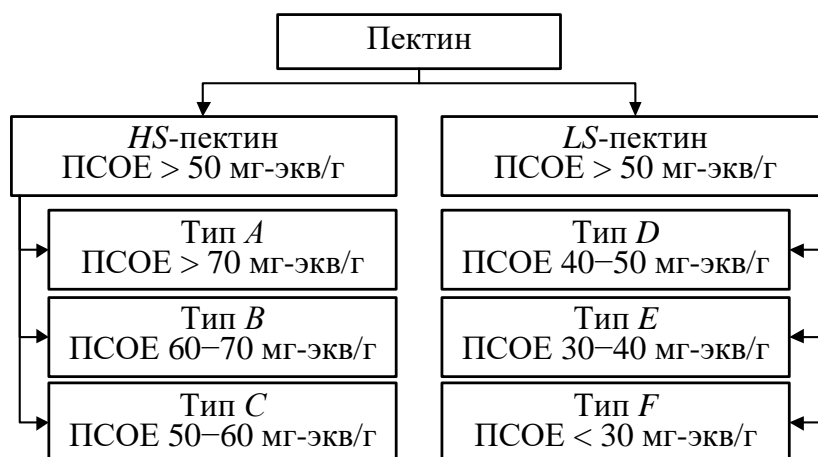 Пектин
HS-пектин
ПСОЕ > 50 мг-экв/г
LS-пектин
ПСОЕ > 50 мг-экв/г
Тип A
ПСОЕ > 70 мг-экв/г
Тип D
ПСОЕ 40−50 мг-экв/г
Тип B
ПСОЕ 60−70 мг-экв/г
Тип E
ПСОЕ 30−40 мг-экв/г
Тип C
ПСОЕ 50−60 мг-экв/г
Тип F
ПСОЕ < 30 мг-экв/г